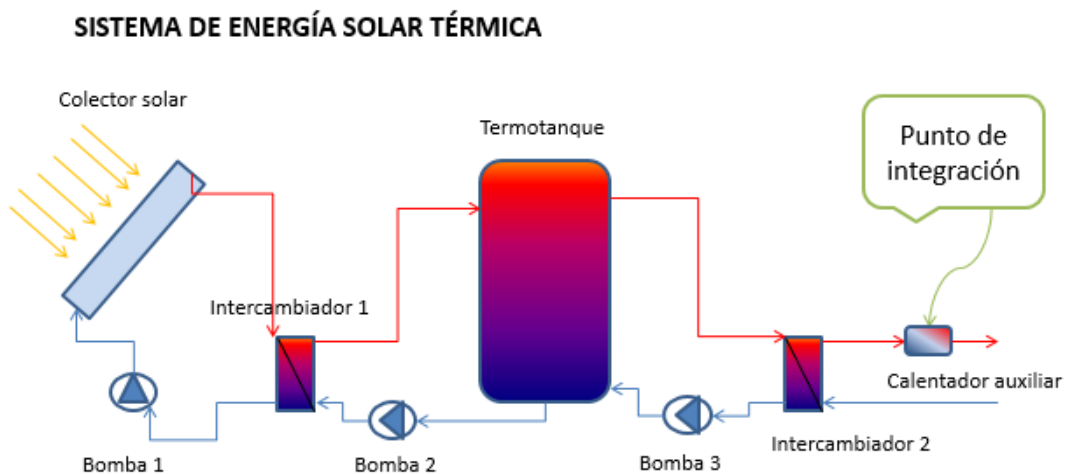 SISTEMA DE ENERGÍA SOLAR TÉRMICA
Colector solar
Termotanque
Punto de
integración
Intercambiador 1
Calentador auxiliar
Intercambiador 2
Bomba 1
Bomba 2
Bomba 3